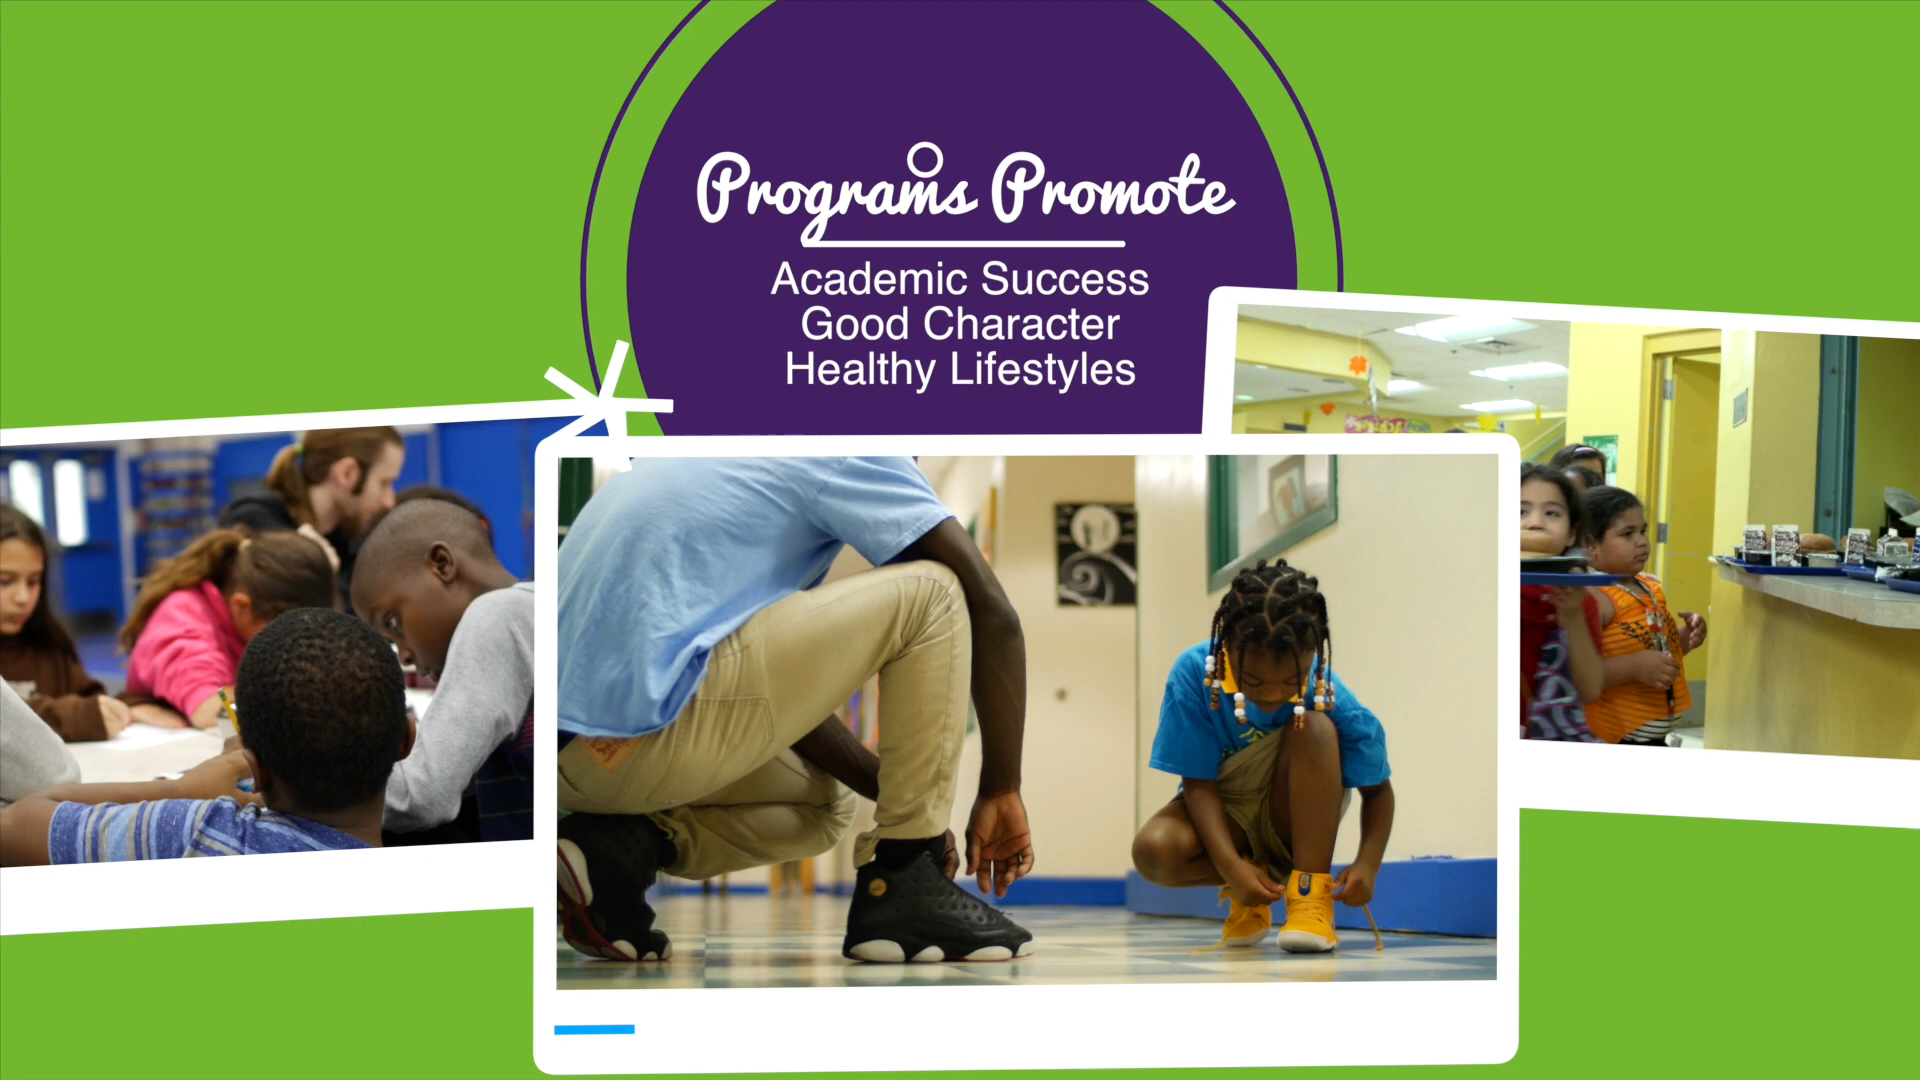 Programs Promote
Academic Success
Good Character
Healthy Lifestyles